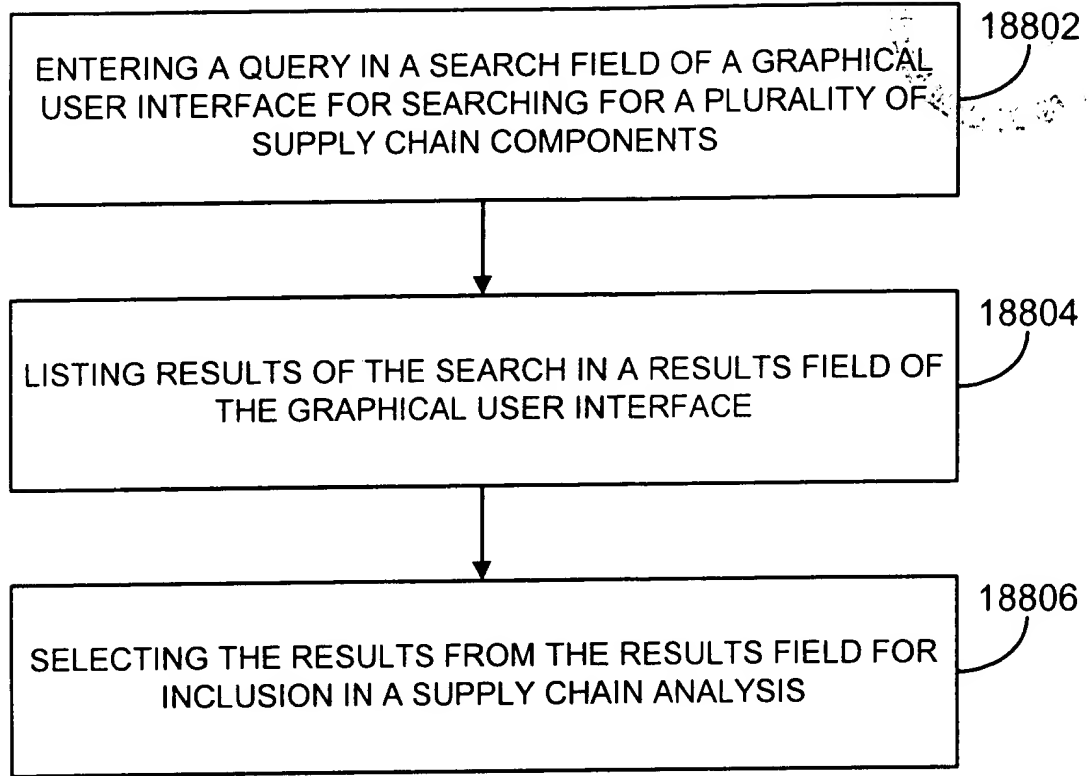 18802
ENTERING A QUERY IN A SEARCH FIELD OF A GRAPHICAL
USER INTERFACE FOR SEARCHING FOR A PLURALITY OF
SUPPLY CHAIN COMPONENTS
18804
LISTING RESULTS OF THE SEARCH IN A RESULTS FIELD OF
THE GRAPHICAL USER INTERFACE
18806
SELECTING THE RESULTS FROM THE RESULTS FIELD FOR
INCLUSION IN A SUPPLY CHAIN ANALYSIS